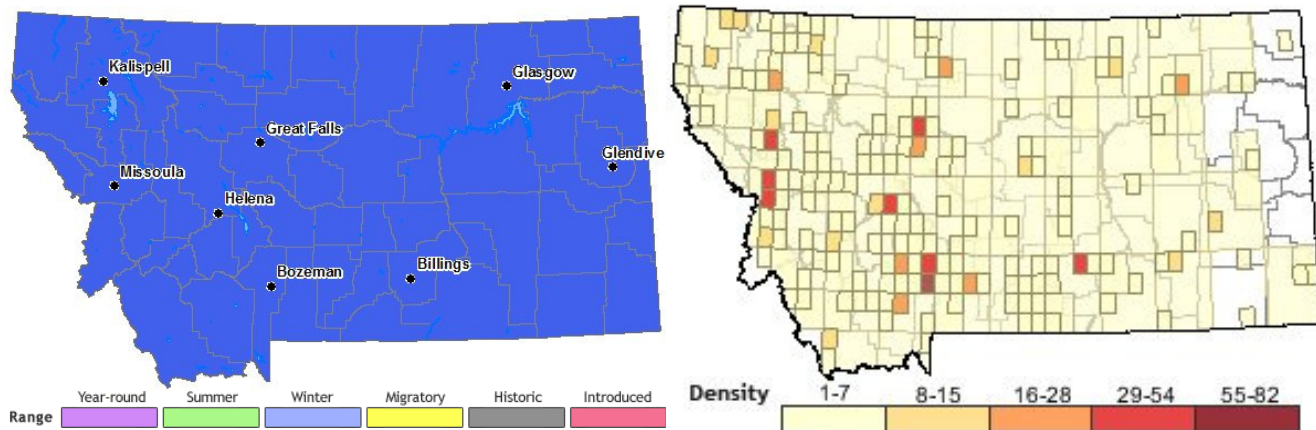 Kalispell
Glasgow
Great Falls
Glendive
Missoula
Helena
Bozeman
Billings
Range Year-round Summer Winter Migratory Historic Introduced
Density 1-7 8-15 16-28 29-54 55-82